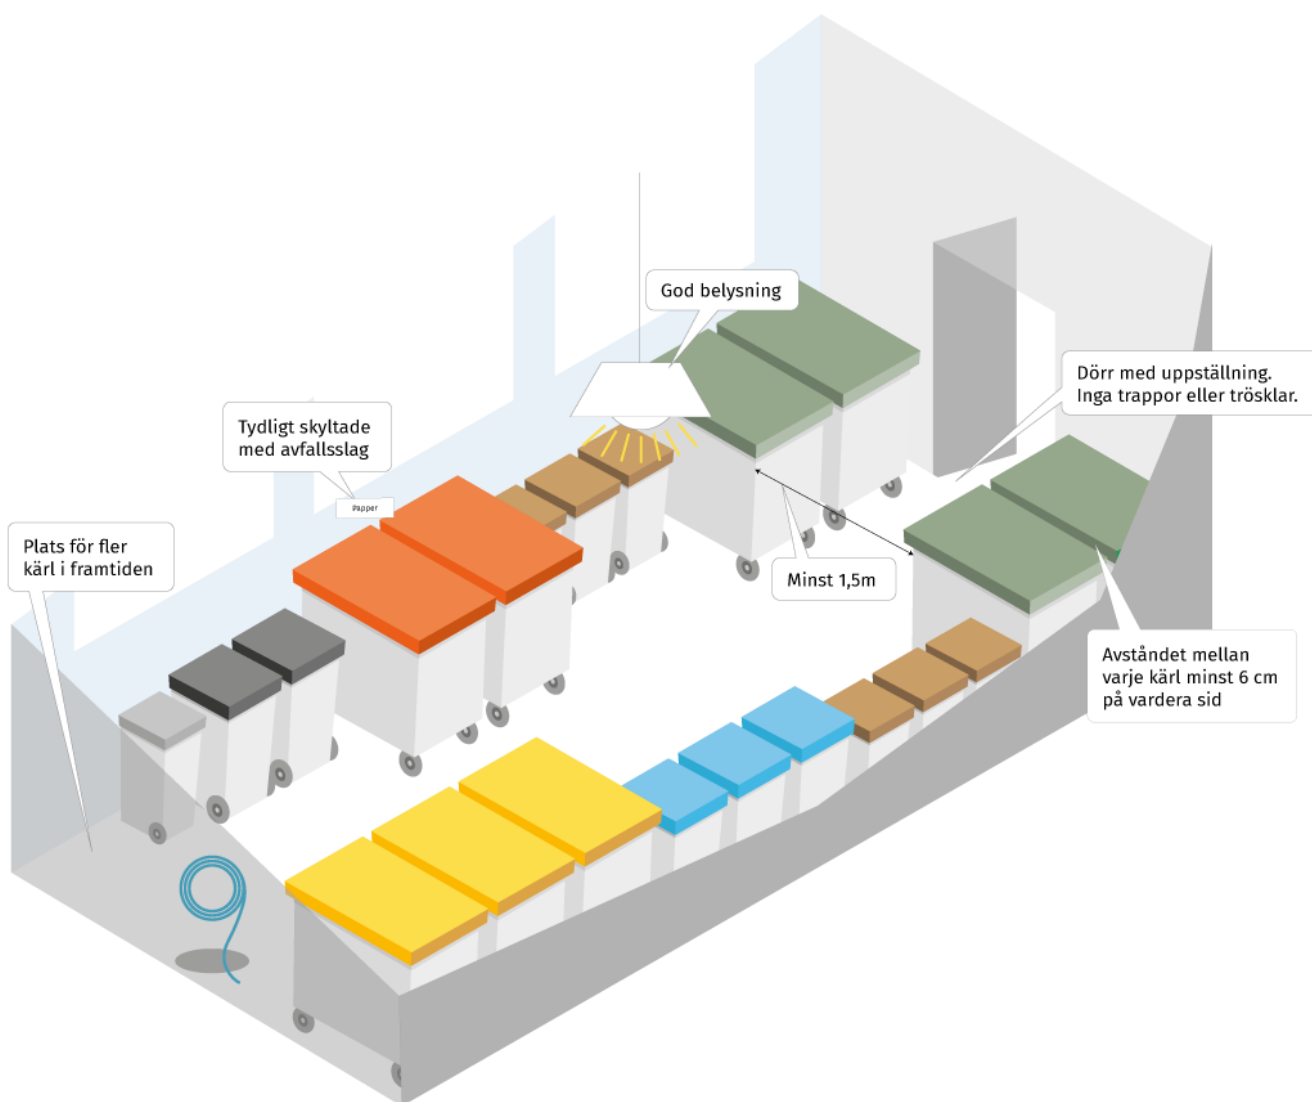 God belysning
Dörr med uppställning.
Inga trappor eller trösklar.
Tydligt skyltade
med avfallsslag
Papper
Plats för fler
kärl i framtiden
Minst 1,5m
Avståndet mellan
varje kärl minst 6 cm
på vardera sid